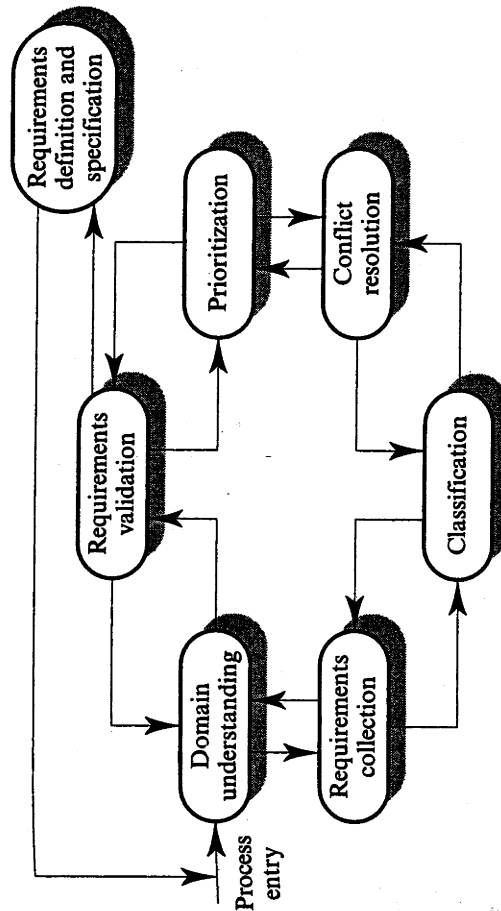 Requirements
definition and
specification
Requirements
validation
Prioritization
Domain
understanding
Conflict
resolution
Requirements
collection
Classification
Process
entry